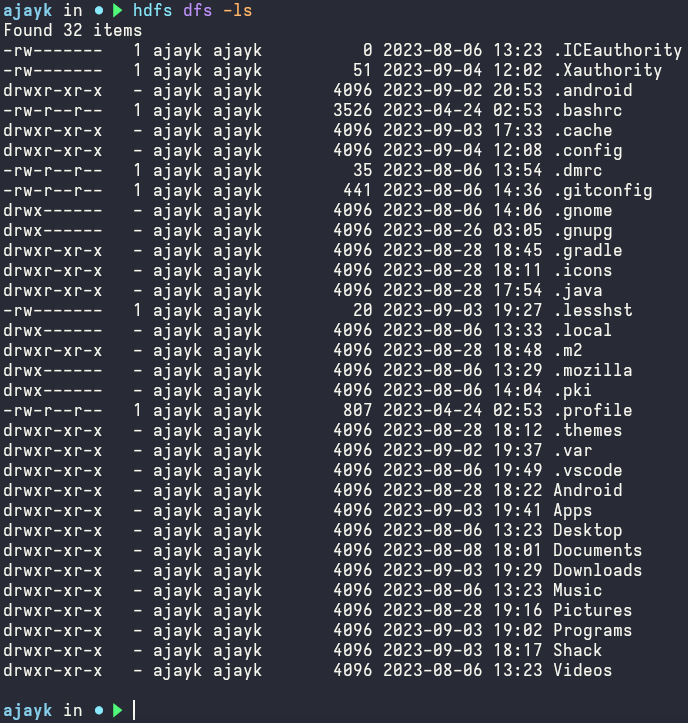 ajayk in ● ▶ hdfs dfs -ls
Found 32 items
-rw-------   1 ajayk ajayk          0 2023-08-06 13:23 .ICEauthority
-rw-------   1 ajayk ajayk         51 2023-09-04 12:02 .Xauthority
drwxr-xr-x   - ajayk ajayk       4096 2023-09-02 20:53 .android
-rw-r--r--   1 ajayk ajayk       3526 2023-04-24 02:53 .bashrc
drwxr-xr-x   - ajayk ajayk       4096 2023-09-03 17:33 .cache
drwxr-xr-x   - ajayk ajayk       4096 2023-09-04 12:08 .config
-rw-r--r--   1 ajayk ajayk         35 2023-08-06 13:54 .dmrc
-rw-r--r--   1 ajayk ajayk        441 2023-08-06 14:36 .gitconfig
drwx------   - ajayk ajayk       4096 2023-08-06 14:06 .gnome
drwx------   - ajayk ajayk       4096 2023-08-26 03:05 .gnupg
drwxr-xr-x   - ajayk ajayk       4096 2023-08-28 18:45 .gradle
drwxr-xr-x   - ajayk ajayk       4096 2023-08-28 18:11 .icons
drwxr-xr-x   - ajayk ajayk       4096 2023-08-28 17:54 .java
-rw-------   1 ajayk ajayk         20 2023-09-03 19:27 .lesshst
drwx------   - ajayk ajayk       4096 2023-08-06 13:33 .local
drwxr-xr-x   - ajayk ajayk       4096 2023-08-28 18:48 .m2
drwx------   - ajayk ajayk       4096 2023-08-06 13:29 .mozilla
drwx------   - ajayk ajayk       4096 2023-08-06 14:04 .pki
-rw-r--r--   1 ajayk ajayk        807 2023-04-24 02:53 .profile
drwxr-xr-x   - ajayk ajayk       4096 2023-08-28 18:12 .themes
drwxr-xr-x   - ajayk ajayk       4096 2023-09-02 19:37 .var
drwxr-xr-x   - ajayk ajayk       4096 2023-08-06 19:49 .vscode
drwxr-xr-x   - ajayk ajayk       4096 2023-08-28 18:22 Android
drwxr-xr-x   - ajayk ajayk       4096 2023-09-03 19:41 Apps
drwxr-xr-x   - ajayk ajayk       4096 2023-08-06 13:23 Desktop
drwxr-xr-x   - ajayk ajayk       4096 2023-08-08 18:01 Documents
drwxr-xr-x   - ajayk ajayk       4096 2023-09-03 19:29 Downloads
drwxr-xr-x   - ajayk ajayk       4096 2023-08-06 13:23 Music
drwxr-xr-x   - ajayk ajayk       4096 2023-08-28 19:16 Pictures
drwxr-xr-x   - ajayk ajayk       4096 2023-09-03 19:02 Programs
drwxr-xr-x   - ajayk ajayk       4096 2023-09-03 18:17 Shack
drwxr-xr-x   - ajayk ajayk       4096 2023-08-06 13:23 Videos
ajayk in ● ▶